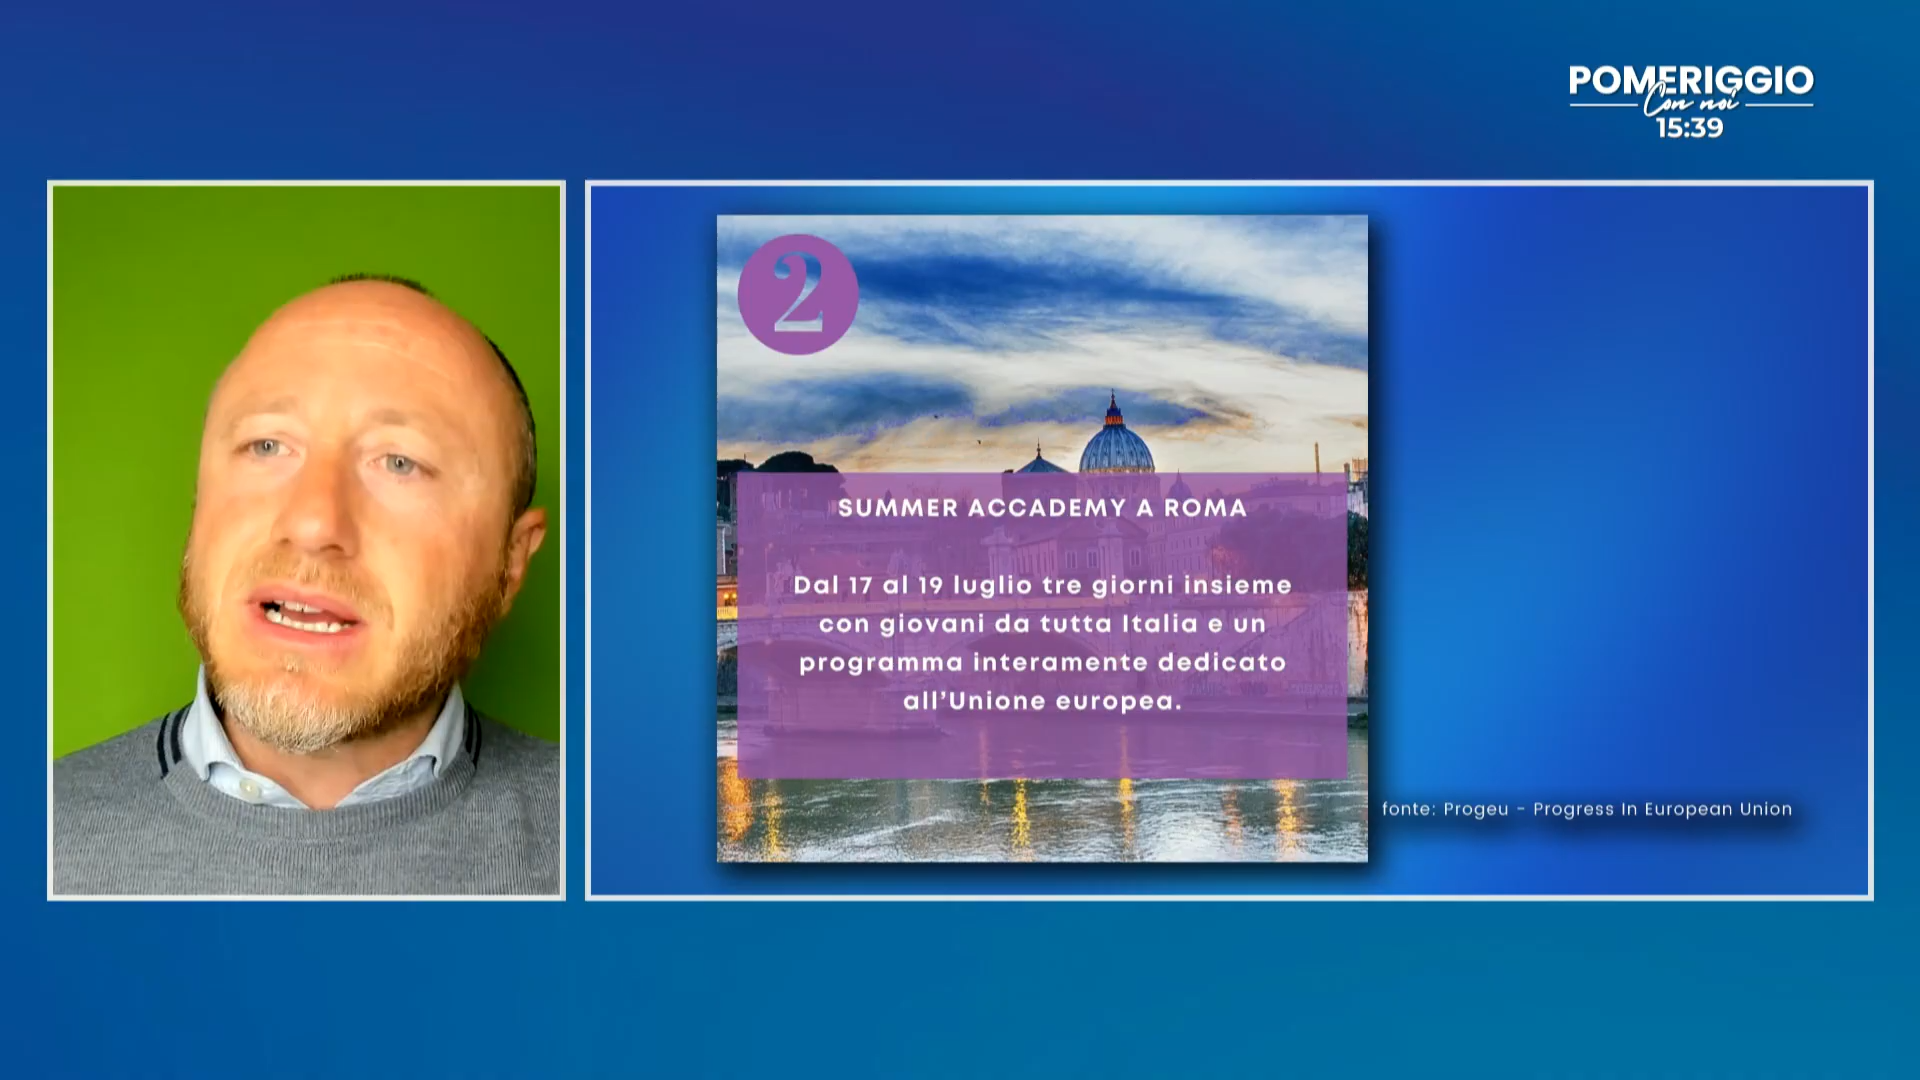 POMERIGGIO
Con noi
15:39
2
SUMMER ACCADEMY A ROMA
Dal 17 al 19 luglio tre giorni insieme
con giovani da tutta Italia e un
programma interamente dedicato
all’Unione europea.
fonte: Progeu - Progress In European Union